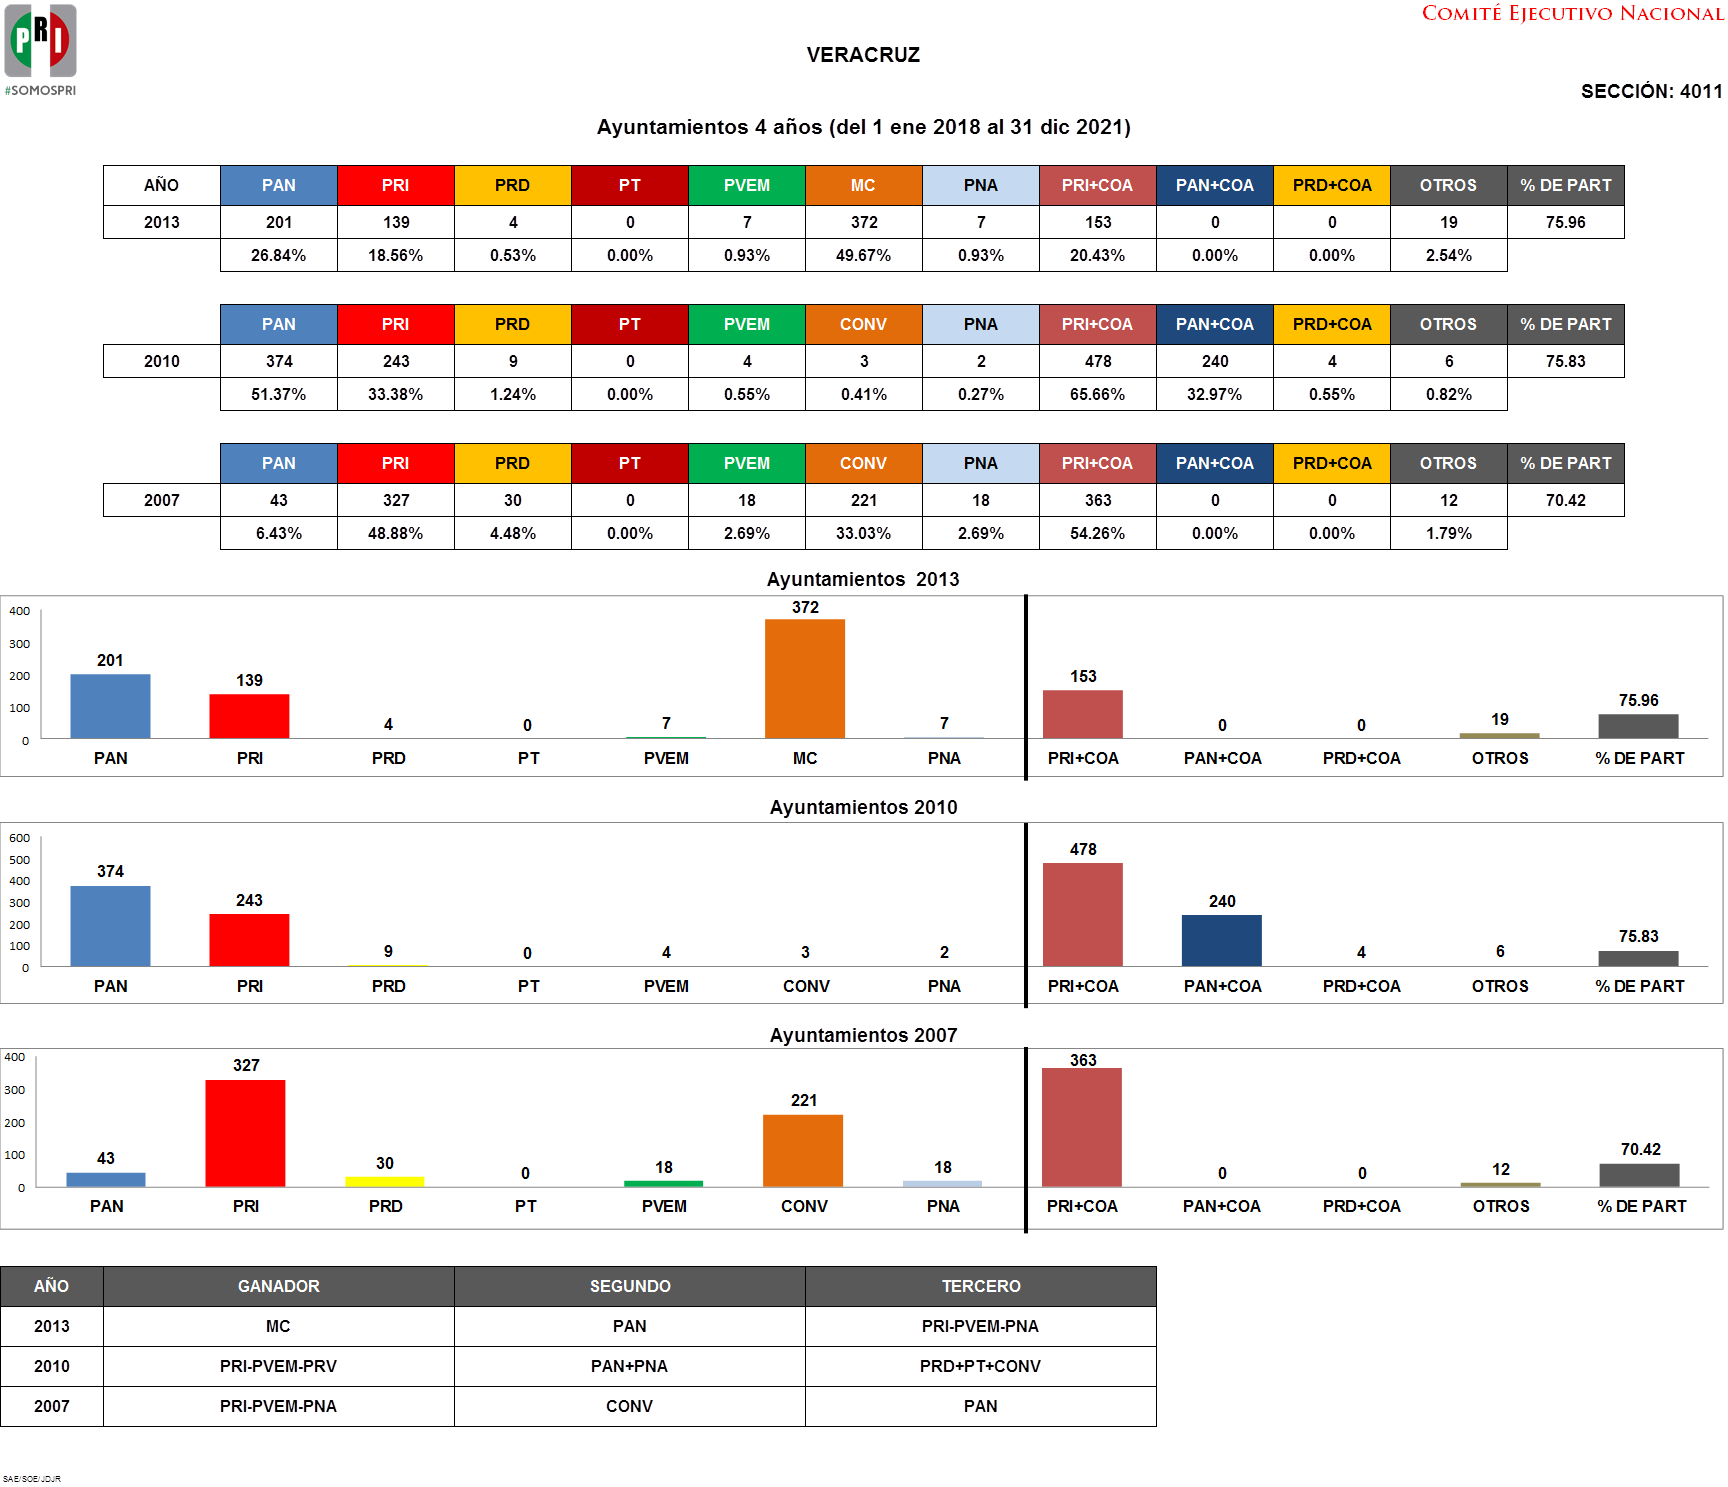 PRI
#SOMOSPRI
COMITÉ EJECUTIVO NACIONAL
VERACRUZ
SECCIÓN: 4011
Ayuntamientos 4 años (del 1 ene 2018 al 31 dic 2021)
AÑO PAN PRI PRD PT PVEM MC PNA PRI+COA PAN+COA PRD+COA OTROS % DE PART
2013 201 139 4 0 7 372 7 153 0 0 19 75.96
26.84% 18.56% 0.53% 0.00% 0.93% 49.67% 0.93% 20.43% 0.00% 0.00% 2.54%
PAN PRI PRD PT PVEM CONV PNA PRI+COA PAN+COA PRD+COA OTROS % DE PART
2010 374 243 9 0 4 3 2 478 240 4 6 75.83
51.37% 33.38% 1.24% 0.00% 0.55% 0.41% 0.27% 65.66% 32.97% 0.55% 0.82%
PAN PRI PRD PT PVEM CONV PNA PRI+COA PAN+COA PRD+COA OTROS % DE PART
2007 43 327 30 0 18 221 18 363 0 0 12 70.42
6.43% 48.88% 4.48% 0.00% 2.69% 33.03% 2.69% 54.26% 0.00% 0.00% 1.79%
Ayuntamientos 2013
400
300
200
100
0
201 139 4 0 7 372 7 153 0 0 19 75.96
PAN PRI PRD PT PVEM MC PNA PRI+COA PAN+COA PRD+COA OTROS % DE PART
Ayuntamientos 2010
600
500
400
300
200
100
0
374 243 9 0 4 3 2 478 240 4 6 75.83
PAN PRI PRD PT PVEM CONV PNA PRI+COA PAN+COA PRD+COA OTROS % DE PART
Ayuntamientos 2007
400
300
200
100
0
43 327 30 0 18 221 18 363 0 0 12 70.42
PAN PRI PRD PT PVEM CONV PNA PRI+COA PAN+COA PRD+COA OTROS % DE PART
AÑO GANADOR SEGUNDO TERCERO
2013 MC PAN PRI-PVEM-PNA
2010 PRI-PVEM-PRV PAN+PNA PRD+PT+CONV
2007 PRI-PVEM-PNA CONV PAN
SAE/SOE/JDJR